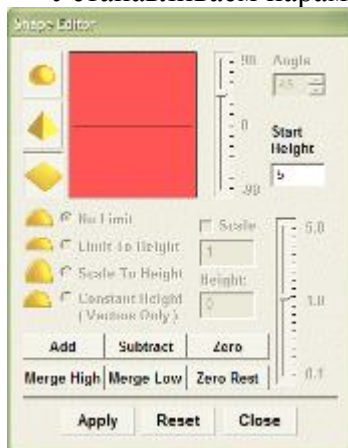 Shape Editor
90
Angle
45
0
Start
Height
5
-90
No Limit
Scale
5.0
Limit To Height
1
Scale To Height
Height:
Constant Height
0
1.0
(Vectors Only)
Add Subtract Zero
Merge High Merge Low Zero Rest
0.1
Apply Reset Close